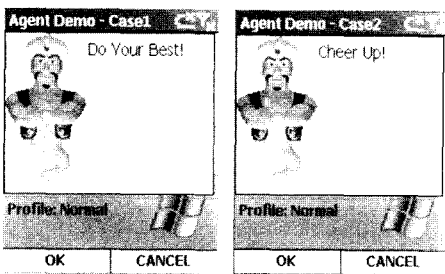 Agent Demo - Case1
Do Your Best!
Profile: Normal
OK
CANCEL
Agent Demo - Case2
Cheer Up!
Profile: Normal
OK
CANCEL